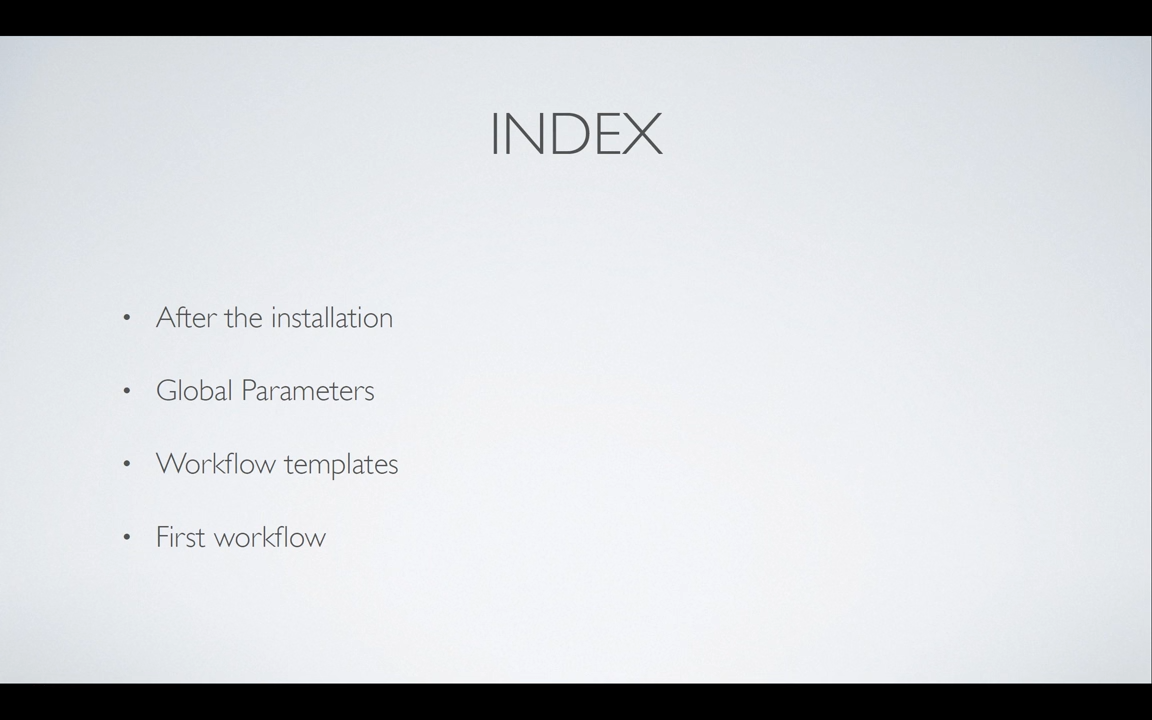 INDEX
• After the installation
• Global Parameters
• Workflow templates
• First workflow